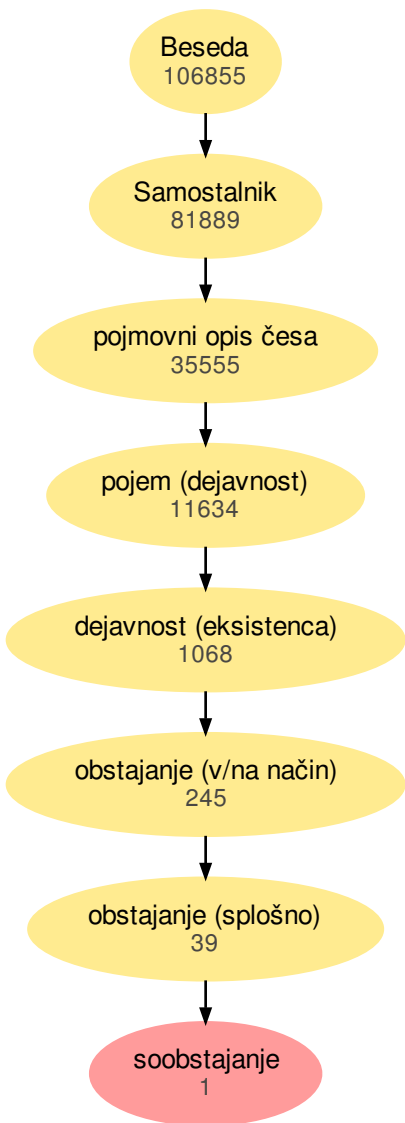 Beseda
106855
Samostalnik
81889
pojmovni opis česa
35555
pojem (dejavnost)
11634
dejavnost (eksistenca)
1068
obstajanje (v/na način)
245
obstajanje (splošno)
39
soobstajanje
1